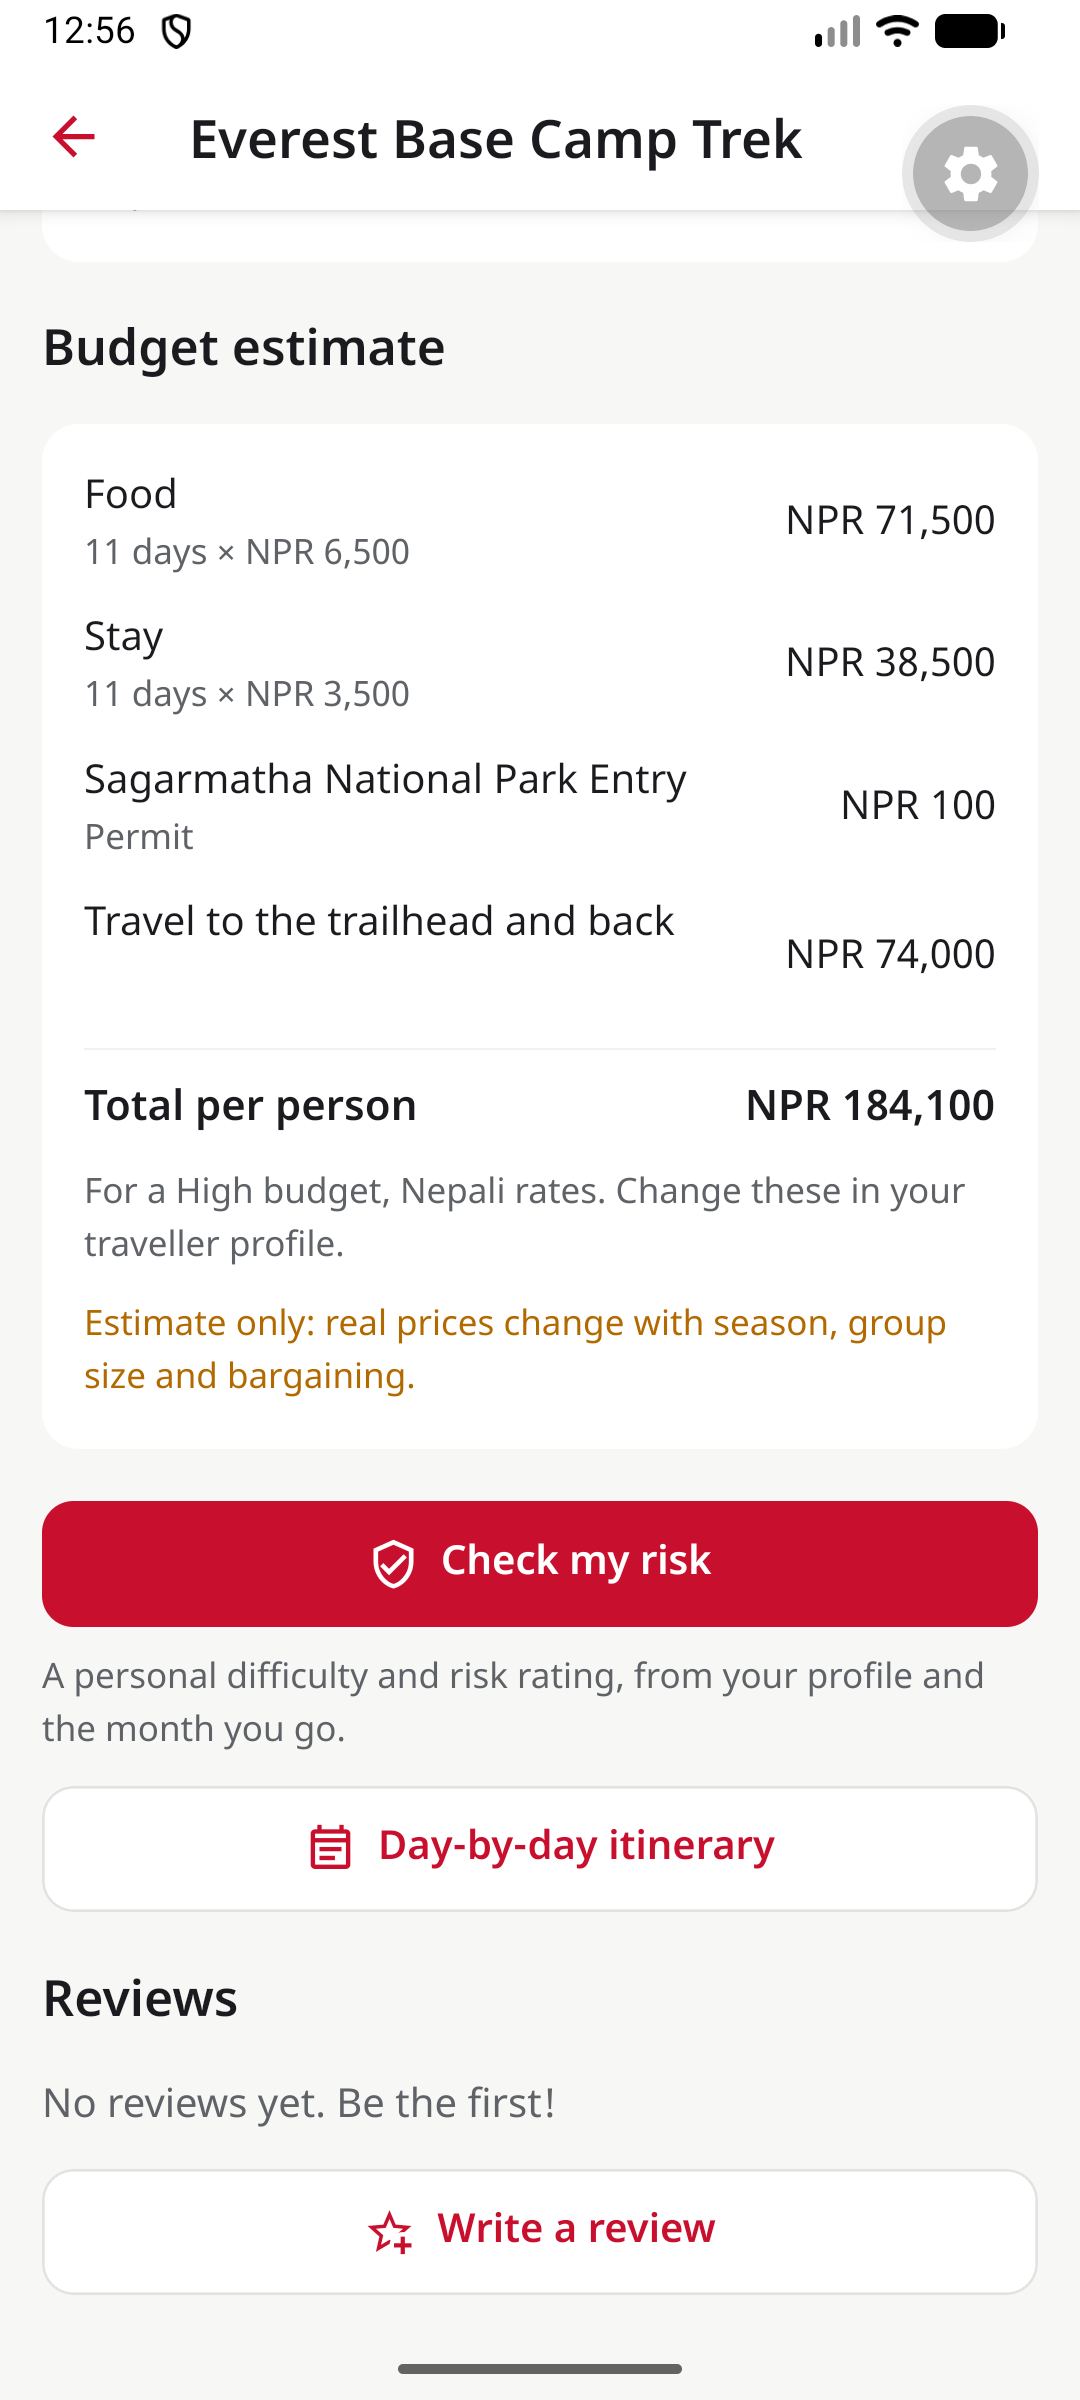 12:56
Everest Base Camp Trek
Budget estimate
Food
NPR 71,500
11 days × NPR 6,500
Stay
NPR 38,500
11 days × NPR 3,500
Sagarmatha National Park Entry
NPR 100
Permit
Travel to the trailhead and back
NPR 74,000
Total per person
NPR 184,100
For a High budget, Nepali rates. Change these in your
traveller profile.
Estimate only: real prices change with season, group
size and bargaining.
Check my risk
A personal difficulty and risk rating, from your profile and
the month you go.
Day-by-day itinerary
Reviews
No reviews yet. Be the first!
Write a review